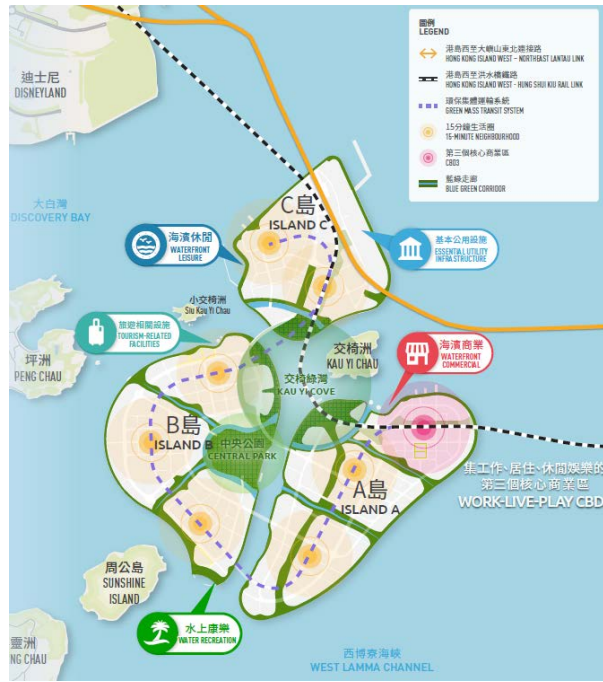 圖例
LEGEND
港島西至大嶼山東北連接路
HONG KONG ISLAND WEST – NORTHEAST LANTAU LINK
港島西至洪水橋鐵路
HONG KONG ISLAND WEST - HUNG SHUI KIU RAIL LINK
環保集體運輸系統
GREEN MASS TRANSIT SYSTEM
15分鐘生活圈
15-MINUTE NEIGHBOURHOOD
第三個核心商業區
CBD3
藍綠走廊
BLUE GREEN CORRIDOR
迪士尼
DISNEYLAND
大白灣
DISCOVERY BAY
C島
ISLAND C
海濱休閒
WATERFRONT
LEISURE
基本公用設施
ESSENTIAL UTILITY
INFRASTRUCTURE
小交椅洲
Siu Kau Yi Chau
旅遊相關設施
TOURISM-RELATED
FACILITIES
交椅洲
KAU YI CHAU
海濱商業
WATERFRONT
COMMERCIAL
坪洲
PENG CHAU
交椅綠灣
KAU YI COVE
B島
ISLAND B
中央公園
CENTRAL PARK
A島
ISLAND A
集工作、居住、休閒娛樂的
第三個核心商業區
WORK-LIVE-PLAY CBD
周公島
SUNSHINE
ISLAND
水上康樂
WATER RECREATION
洲
NG CHAU
西博寮海峽
WEST LAMMA CHANNEL